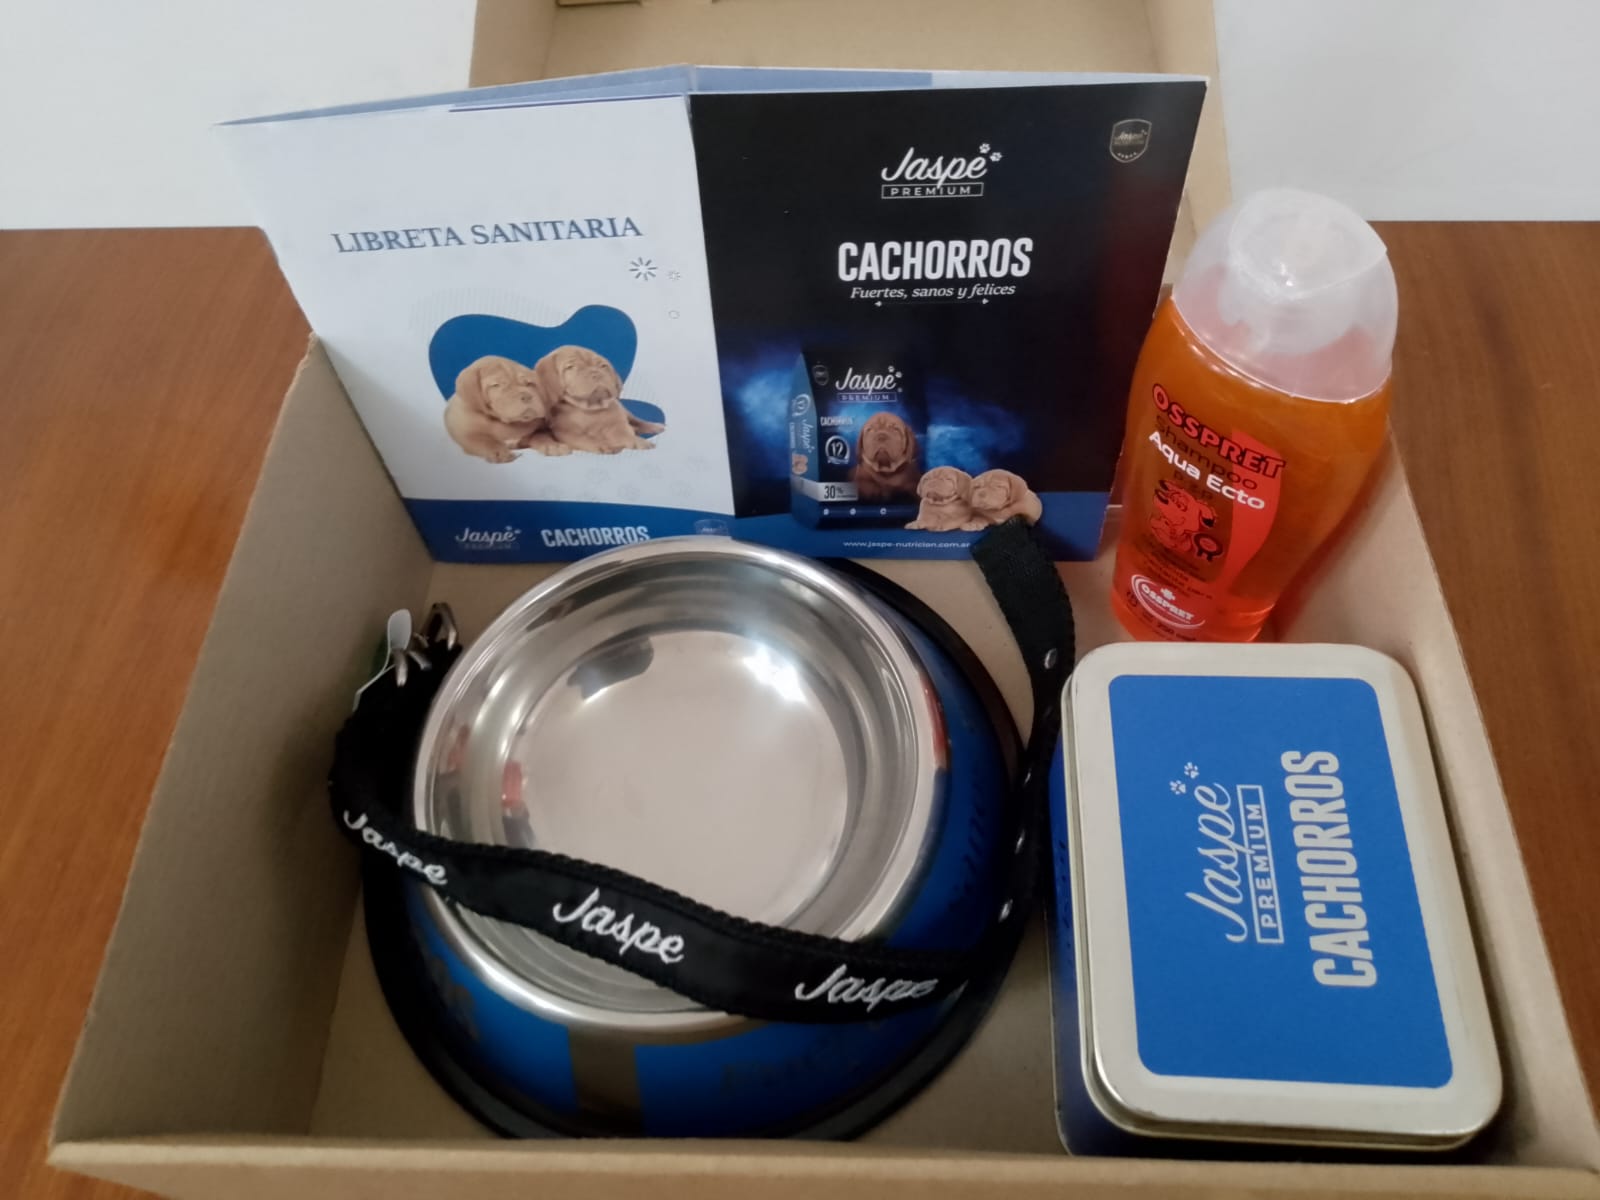 LIBRETA SANITARIA
Jaspe
PREMIUM
CACHORROS
Jaspe
PREMIUM
CACHORROS
Fuertes, sanos y felices
Jaspe
PREMIUM
CACHORROS
12
30%
www.jaspe-nutricion.com.ar
OSSPRET
Shampoo
Aqua Ecto
OSSPRET
Jaspe
Jaspe
Jaspe
Jaspe
PREMIUM
CACHORROS